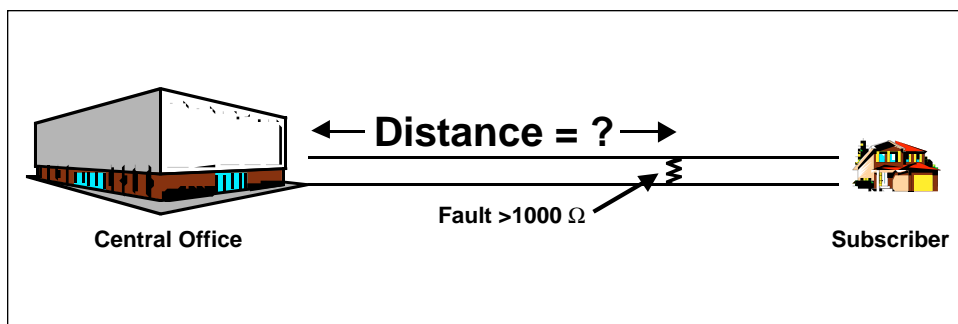 Distance = ?
Fault >1000 Ω
Central Office
Subscriber